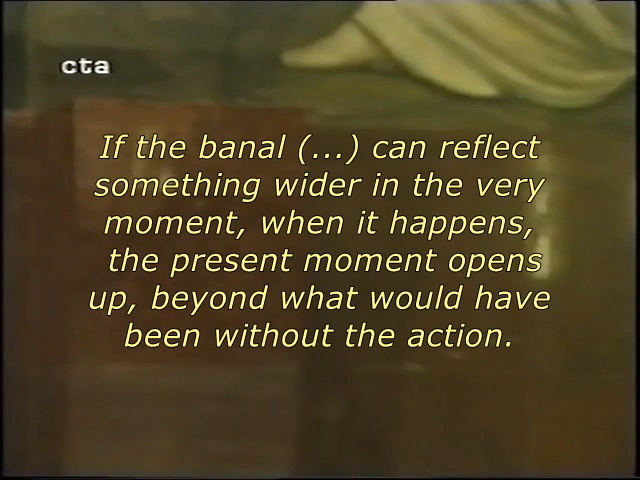 cta
If the banal (...) can reflect
something wider in the very
moment, when it happens,
the present moment opens
up, beyond what would have
been without the action.